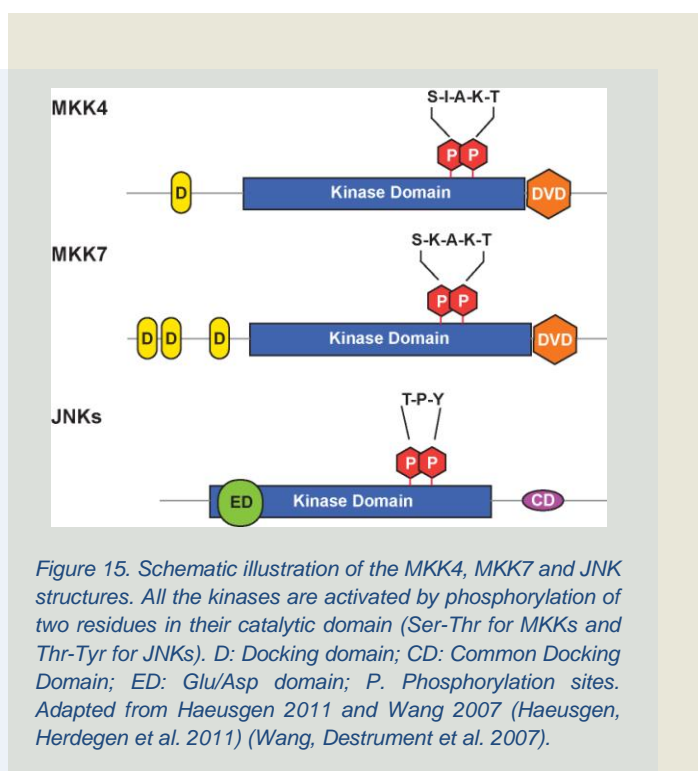 S-I-A-K-T
MKK4
P P
D Kinase Domain DVD
S-K-A-K-T
MKK7
P P
D D D Kinase Domain DVD
T-P-Y
JNKs
P P
ED Kinase Domain CD
Figure 15. Schematic illustration of the MKK4, MKK7 and JNK
structures. All the kinases are activated by phosphorylation of
two residues in their catalytic domain (Ser-Thr for MKKs and
Thr-Tyr for JNKs). D: Docking domain; CD: Common Docking
Domain; ED: Glu/Asp domain; P. Phosphorylation sites.
Adapted from Haeusgen 2011 and Wang 2007 (Haeusgen,
Herdegen et al. 2011) (Wang, Destrument et al. 2007).